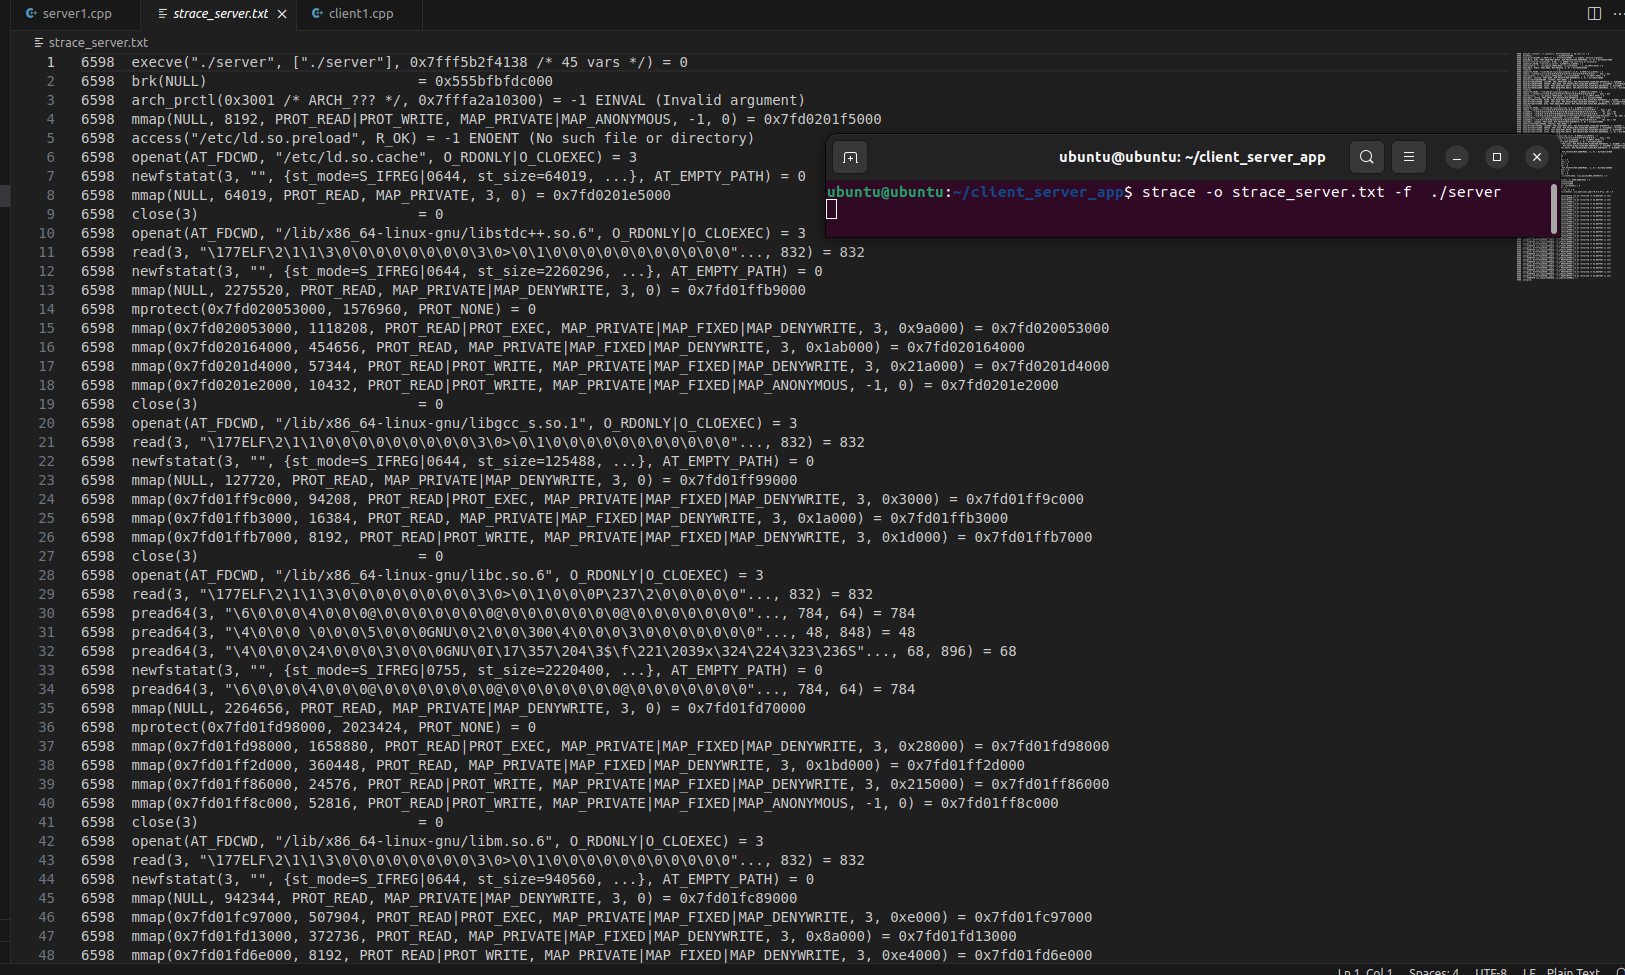 server1.cpp
strace_server.txt
client1.cpp
strace_server.txt
1 6598 execve("./server", ["./server"], 0x7fff5b2f4138 /* 45 vars */) = 0
2 6598 brk(NULL) = 0x555bfbfdc000
3 6598 arch_prctl(0x3001 /* ARCH_??? */, 0x7fffa2a10300) = -1 EINVAL (Invalid argument)
4 6598 mmap(NULL, 8192, PROT_READ|PROT_WRITE, MAP_PRIVATE|MAP_ANONYMOUS, -1, 0) = 0x7fd0201f5000
5 6598 access("/etc/ld.so.preload", R_OK) = -1 ENOENT (No such file or directory)
6 6598 openat(AT_FDCWD, "/etc/ld.so.cache", O_RDONLY|O_CLOEXEC) = 3
7 6598 newfstatat(3, "", {st_mode=S_IFREG|0644, st_size=64019, ...}, AT_EMPTY_PATH) = 0
8 6598 mmap(NULL, 64019, PROT_READ, MAP_PRIVATE, 3, 0) = 0x7fd0201e5000
9 6598 close(3) = 0
10 6598 openat(AT_FDCWD, "/lib/x86_64-linux-gnu/libstdc++.so.6", O_RDONLY|O_CLOEXEC) = 3
11 6598 read(3, "\177ELF\2\1\1\3\0\0\0\0\0\0\0\0\3\0>\0\1\0\0\0\0\0\0\0\0\0\0\0"..., 832) = 832
12 6598 newfstatat(3, "", {st_mode=S_IFREG|0644, st_size=2260296, ...}, AT_EMPTY_PATH) = 0
13 6598 mmap(NULL, 2275520, PROT_READ, MAP_PRIVATE|MAP_DENYWRITE, 3, 0) = 0x7fd01ffb9000
14 6598 mprotect(0x7fd020053000, 1576960, PROT_NONE) = 0
15 6598 mmap(0x7fd020053000, 1118208, PROT_READ|PROT_EXEC, MAP_PRIVATE|MAP_FIXED|MAP_DENYWRITE, 3, 0x9a000) = 0x7fd020053000
16 6598 mmap(0x7fd020164000, 454656, PROT_READ, MAP_PRIVATE|MAP_FIXED|MAP_DENYWRITE, 3, 0x1ab000) = 0x7fd020164000
17 6598 mmap(0x7fd0201d4000, 57344, PROT_READ|PROT_WRITE, MAP_PRIVATE|MAP_FIXED|MAP_DENYWRITE, 3, 0x21a000) = 0x7fd0201d4000
18 6598 mmap(0x7fd0201e2000, 10432, PROT_READ|PROT_WRITE, MAP_PRIVATE|MAP_FIXED|MAP_ANONYMOUS, -1, 0) = 0x7fd0201e2000
19 6598 close(3) = 0
20 6598 openat(AT_FDCWD, "/lib/x86_64-linux-gnu/libgcc_s.so.1", O_RDONLY|O_CLOEXEC) = 3
21 6598 read(3, "\177ELF\2\1\1\0\0\0\0\0\0\0\0\0\3\0>\0\1\0\0\0\0\0\0\0\0\0\0\0"..., 832) = 832
22 6598 newfstatat(3, "", {st_mode=S_IFREG|0644, st_size=125488, ...}, AT_EMPTY_PATH) = 0
23 6598 mmap(NULL, 127720, PROT_READ, MAP_PRIVATE|MAP_DENYWRITE, 3, 0) = 0x7fd01ff99000
24 6598 mmap(0x7fd01ff9c000, 94208, PROT_READ|PROT_EXEC, MAP_PRIVATE|MAP_FIXED|MAP_DENYWRITE, 3, 0x3000) = 0x7fd01ff9c000
25 6598 mmap(0x7fd01ffb3000, 16384, PROT_READ, MAP_PRIVATE|MAP_FIXED|MAP_DENYWRITE, 3, 0x1a000) = 0x7fd01ffb3000
26 6598 mmap(0x7fd01ffb7000, 8192, PROT_READ|PROT_WRITE, MAP_PRIVATE|MAP_FIXED|MAP_DENYWRITE, 3, 0x1d000) = 0x7fd01ffb7000
27 6598 close(3) = 0
28 6598 openat(AT_FDCWD, "/lib/x86_64-linux-gnu/libc.so.6", O_RDONLY|O_CLOEXEC) = 3
29 6598 read(3, "\177ELF\2\1\1\3\0\0\0\0\0\0\0\0\3\0>\0\1\0\0\0P\237\2\0\0\0\0\0"..., 832) = 832
30 6598 pread64(3, "\6\0\0\0\4\0\0\0@\0\0\0\0\0\0\0@\0\0\0\0\0\0\0@\0\0\0\0\0\0\0"..., 784, 64) = 784
31 6598 pread64(3, "\4\0\0\0 \0\0\0\5\0\0\0GNU\0\2\0\0\300\4\0\0\0\3\0\0\0\0\0\0\0"..., 48, 848) = 48
32 6598 pread64(3, "\4\0\0\0\24\0\0\0\3\0\0\0GNU\0I\17\357\204\3$\f\221\2039x\324\224\323\236S"..., 68, 896) = 68
33 6598 newfstatat(3, "", {st_mode=S_IFREG|0755, st_size=2220400, ...}, AT_EMPTY_PATH) = 0
34 6598 pread64(3, "\6\0\0\0\4\0\0\0@\0\0\0\0\0\0\0@\0\0\0\0\0\0\0@\0\0\0\0\0\0\0"..., 784, 64) = 784
35 6598 mmap(NULL, 2264656, PROT_READ, MAP_PRIVATE|MAP_DENYWRITE, 3, 0) = 0x7fd01fd70000
36 6598 mprotect(0x7fd01fd98000, 2023424, PROT_NONE) = 0
37 6598 mmap(0x7fd01fd98000, 1658880, PROT_READ|PROT_EXEC, MAP_PRIVATE|MAP_FIXED|MAP_DENYWRITE, 3, 0x28000) = 0x7fd01fd98000
38 6598 mmap(0x7fd01ff2d000, 360448, PROT_READ, MAP_PRIVATE|MAP_FIXED|MAP_DENYWRITE, 3, 0x1bd000) = 0x7fd01ff2d000
39 6598 mmap(0x7fd01ff86000, 24576, PROT_READ|PROT_WRITE, MAP_PRIVATE|MAP_FIXED|MAP_DENYWRITE, 3, 0x215000) = 0x7fd01ff86000
40 6598 mmap(0x7fd01ff8c000, 52816, PROT_READ|PROT_WRITE, MAP_PRIVATE|MAP_FIXED|MAP_ANONYMOUS, -1, 0) = 0x7fd01ff8c000
41 6598 close(3) = 0
42 6598 openat(AT_FDCWD, "/lib/x86_64-linux-gnu/libm.so.6", O_RDONLY|O_CLOEXEC) = 3
43 6598 read(3, "\177ELF\2\1\1\3\0\0\0\0\0\0\0\0\3\0>\0\1\0\0\0\0\0\0\0\0\0\0\0"..., 832) = 832
44 6598 newfstatat(3, "", {st_mode=S_IFREG|0644, st_size=940560, ...}, AT_EMPTY_PATH) = 0
45 6598 mmap(NULL, 942344, PROT_READ, MAP_PRIVATE|MAP_DENYWRITE, 3, 0) = 0x7fd01fc89000
46 6598 mmap(0x7fd01fc97000, 507904, PROT_READ|PROT_EXEC, MAP_PRIVATE|MAP_FIXED|MAP_DENYWRITE, 3, 0xe000) = 0x7fd01fc97000
47 6598 mmap(0x7fd01fd13000, 372736, PROT_READ, MAP_PRIVATE|MAP_FIXED|MAP_DENYWRITE, 3, 0x8a000) = 0x7fd01fd13000
48 6598 mmap(0x7fd01fd6e000, 8192, PROT_READ|PROT_WRITE, MAP_PRIVATE|MAP_FIXED|MAP_DENYWRITE, 3, 0xe4000) = 0x7fd01fd6e000
ubuntu@ubuntu: ~/client_server_app
ubuntu@ubuntu:~/client_server_app$ strace -o strace_server.txt -f  ./server
Ln 1, Col 1 Spaces: 4 UTF-8 LF Plain Text